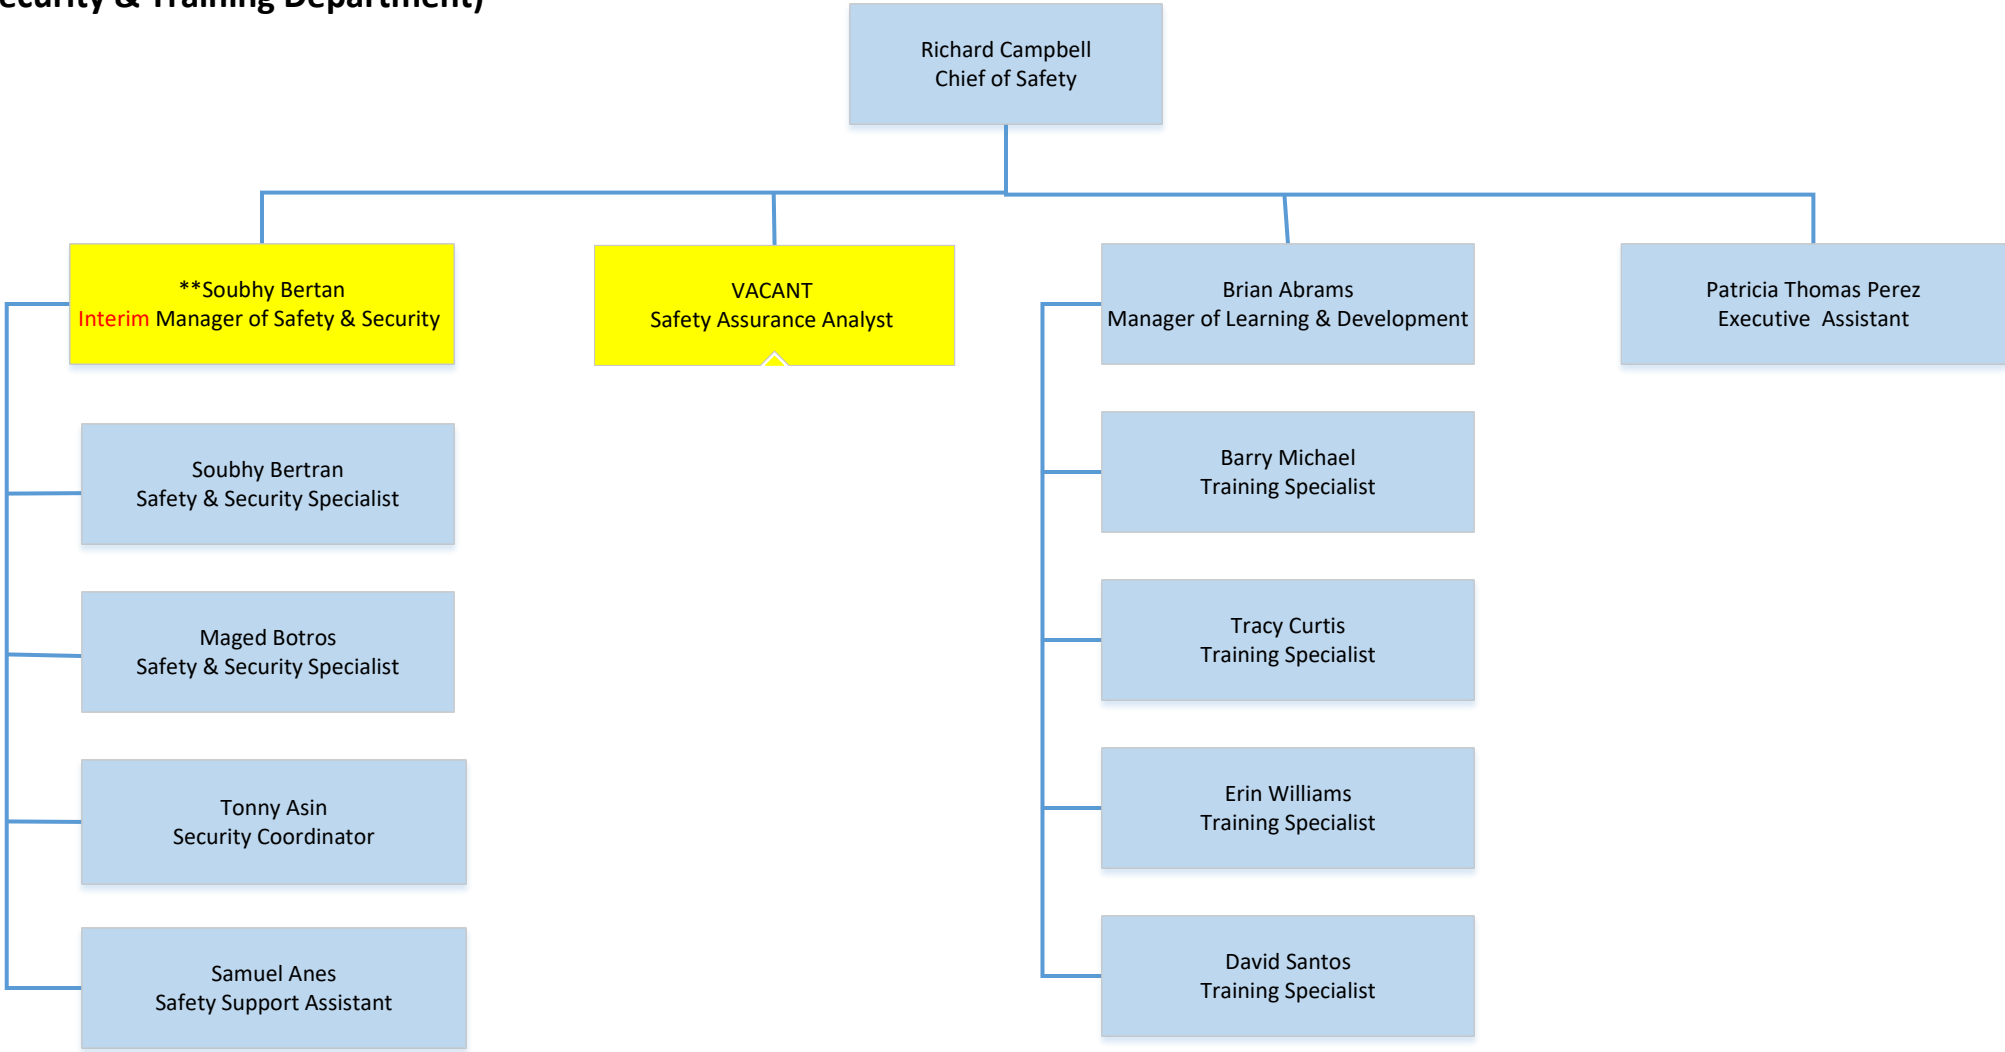 ecurity & Training Department)
Richard Campbell
Chief of Safety
**Soubhy Bertan
Interim Manager of Safety & Security
VACANT
Safety Assurance Analyst
Brian Abrams
Manager of Learning & Development
Patricia Thomas Perez
Executive Assistant
Soubhy Bertran
Safety & Security Specialist
Barry Michael
Training Specialist
Maged Botros
Safety & Security Specialist
Tracy Curtis
Training Specialist
Tonny Asin
Security Coordinator
Erin Williams
Training Specialist
Samuel Anes
Safety Support Assistant
David Santos
Training Specialist